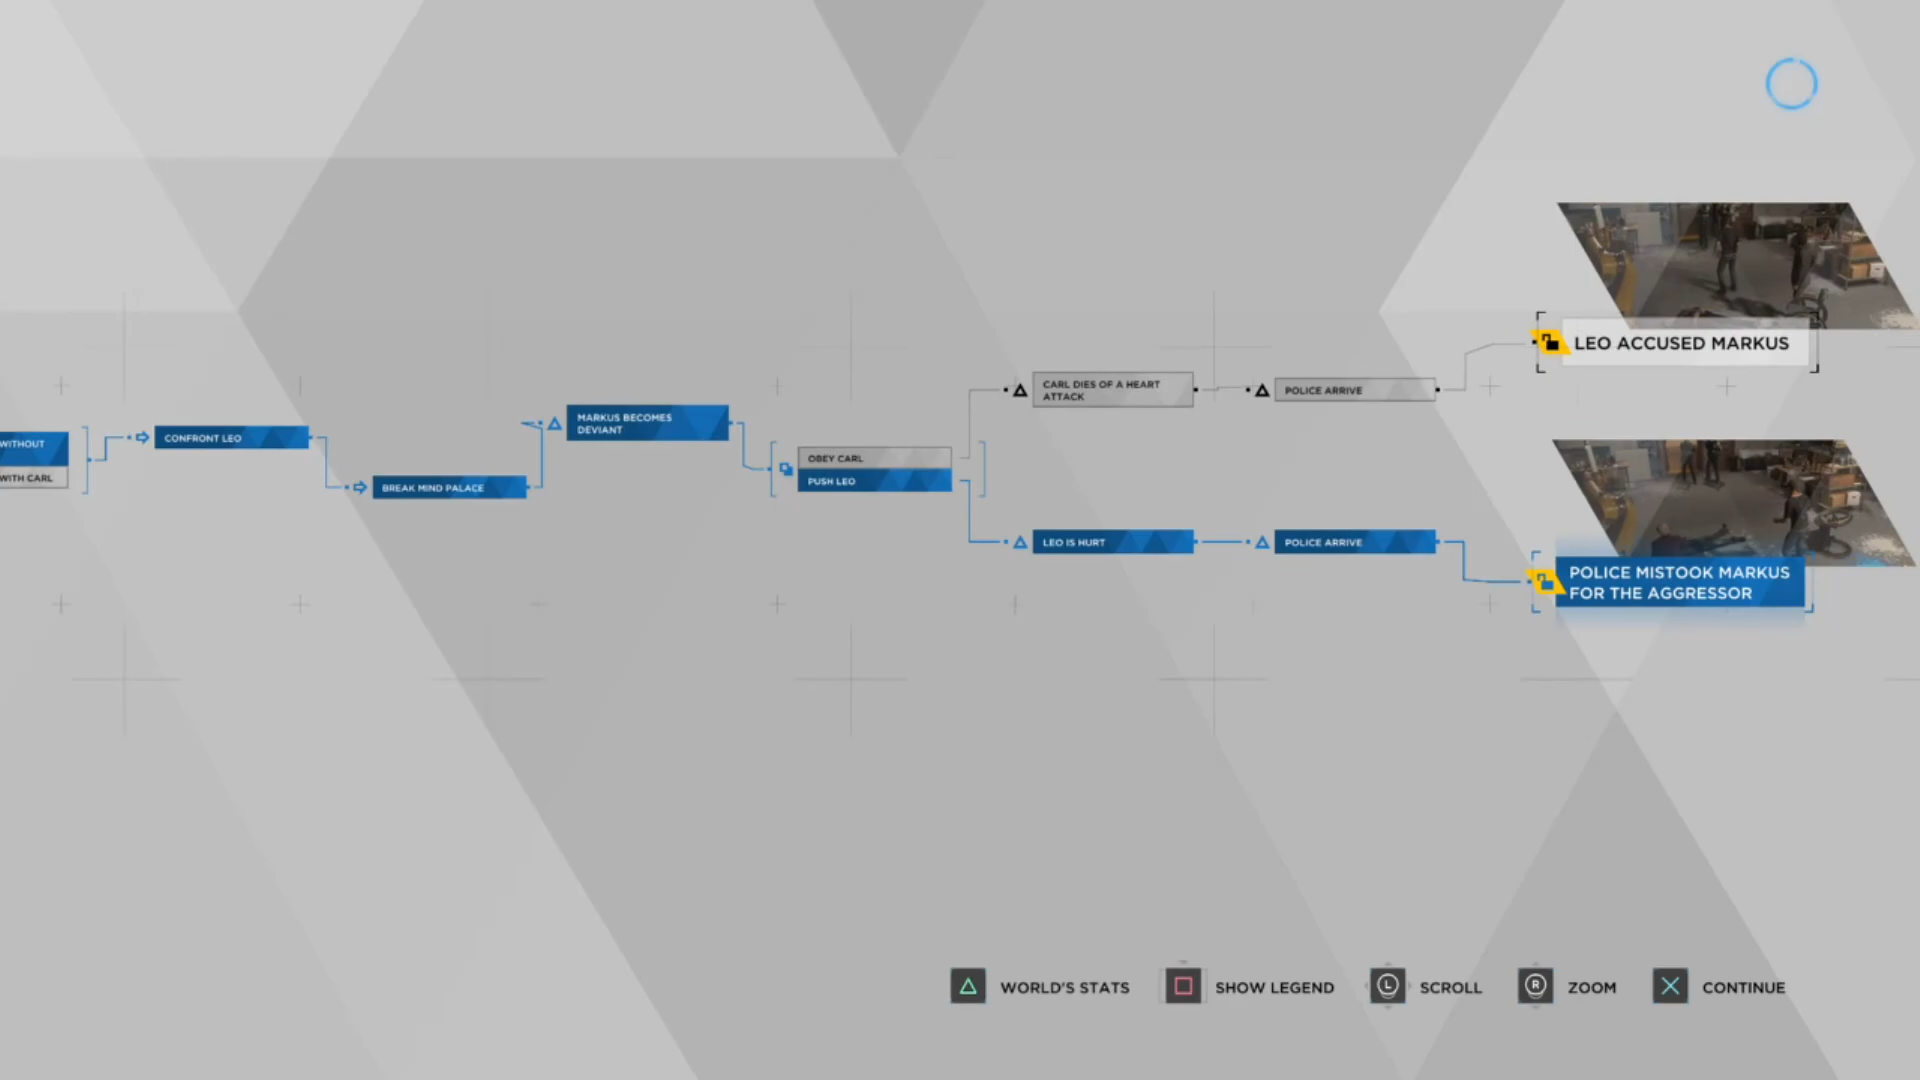 WITHOUT
WITH CARL
CONFRONT LEO
BREAK MIND PALACE
MARKUS BECOMES
DEVIANT
OBEY CARL
PUSH LEO
CARL DIES OF A HEART
ATTACK
POLICE ARRIVE
LEO ACCUSED MARKUS
LEO IS HURT
POLICE ARRIVE
POLICE MISTOOK MARKUS
FOR THE AGGRESSOR
WORLD'S STATS
SHOW LEGEND
L
SCROLL
R
ZOOM
CONTINUE